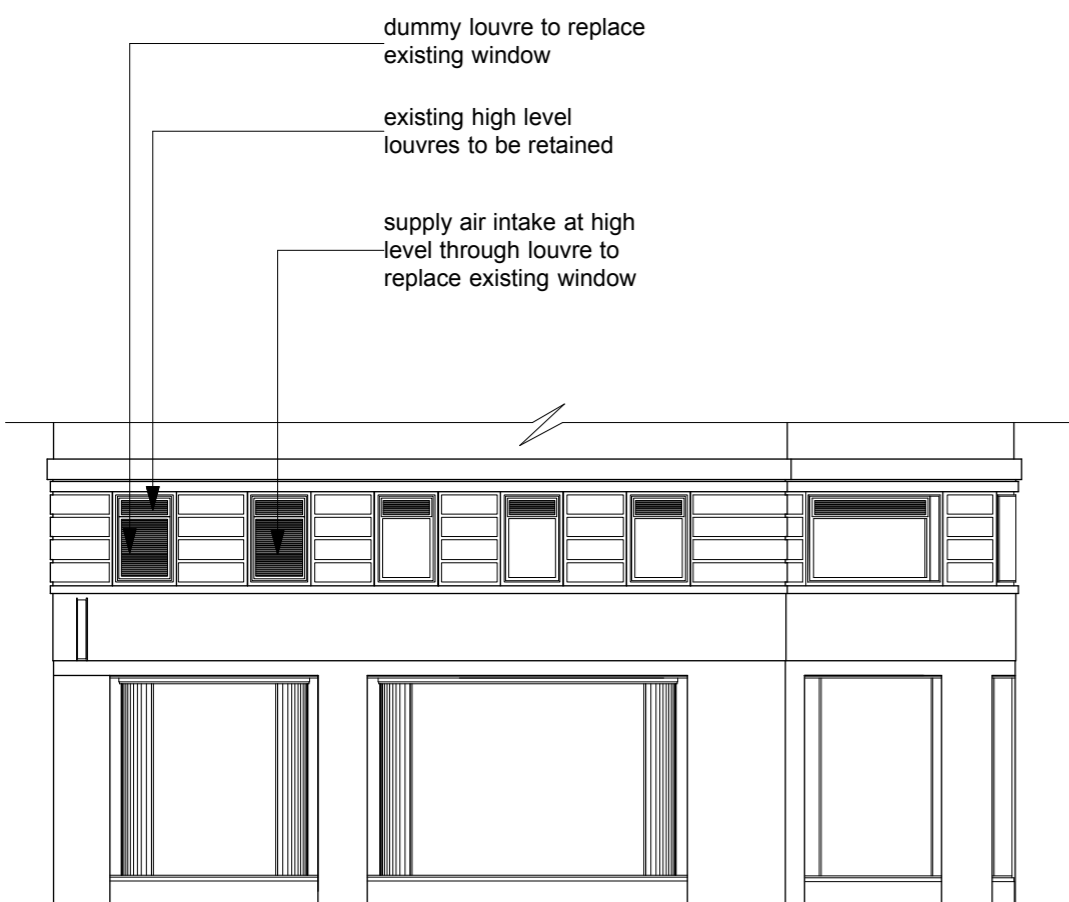 dummy louvre to replace
existing window
existing high level
louvres to be retained
supply air intake at high
level through louvre to
replace existing window